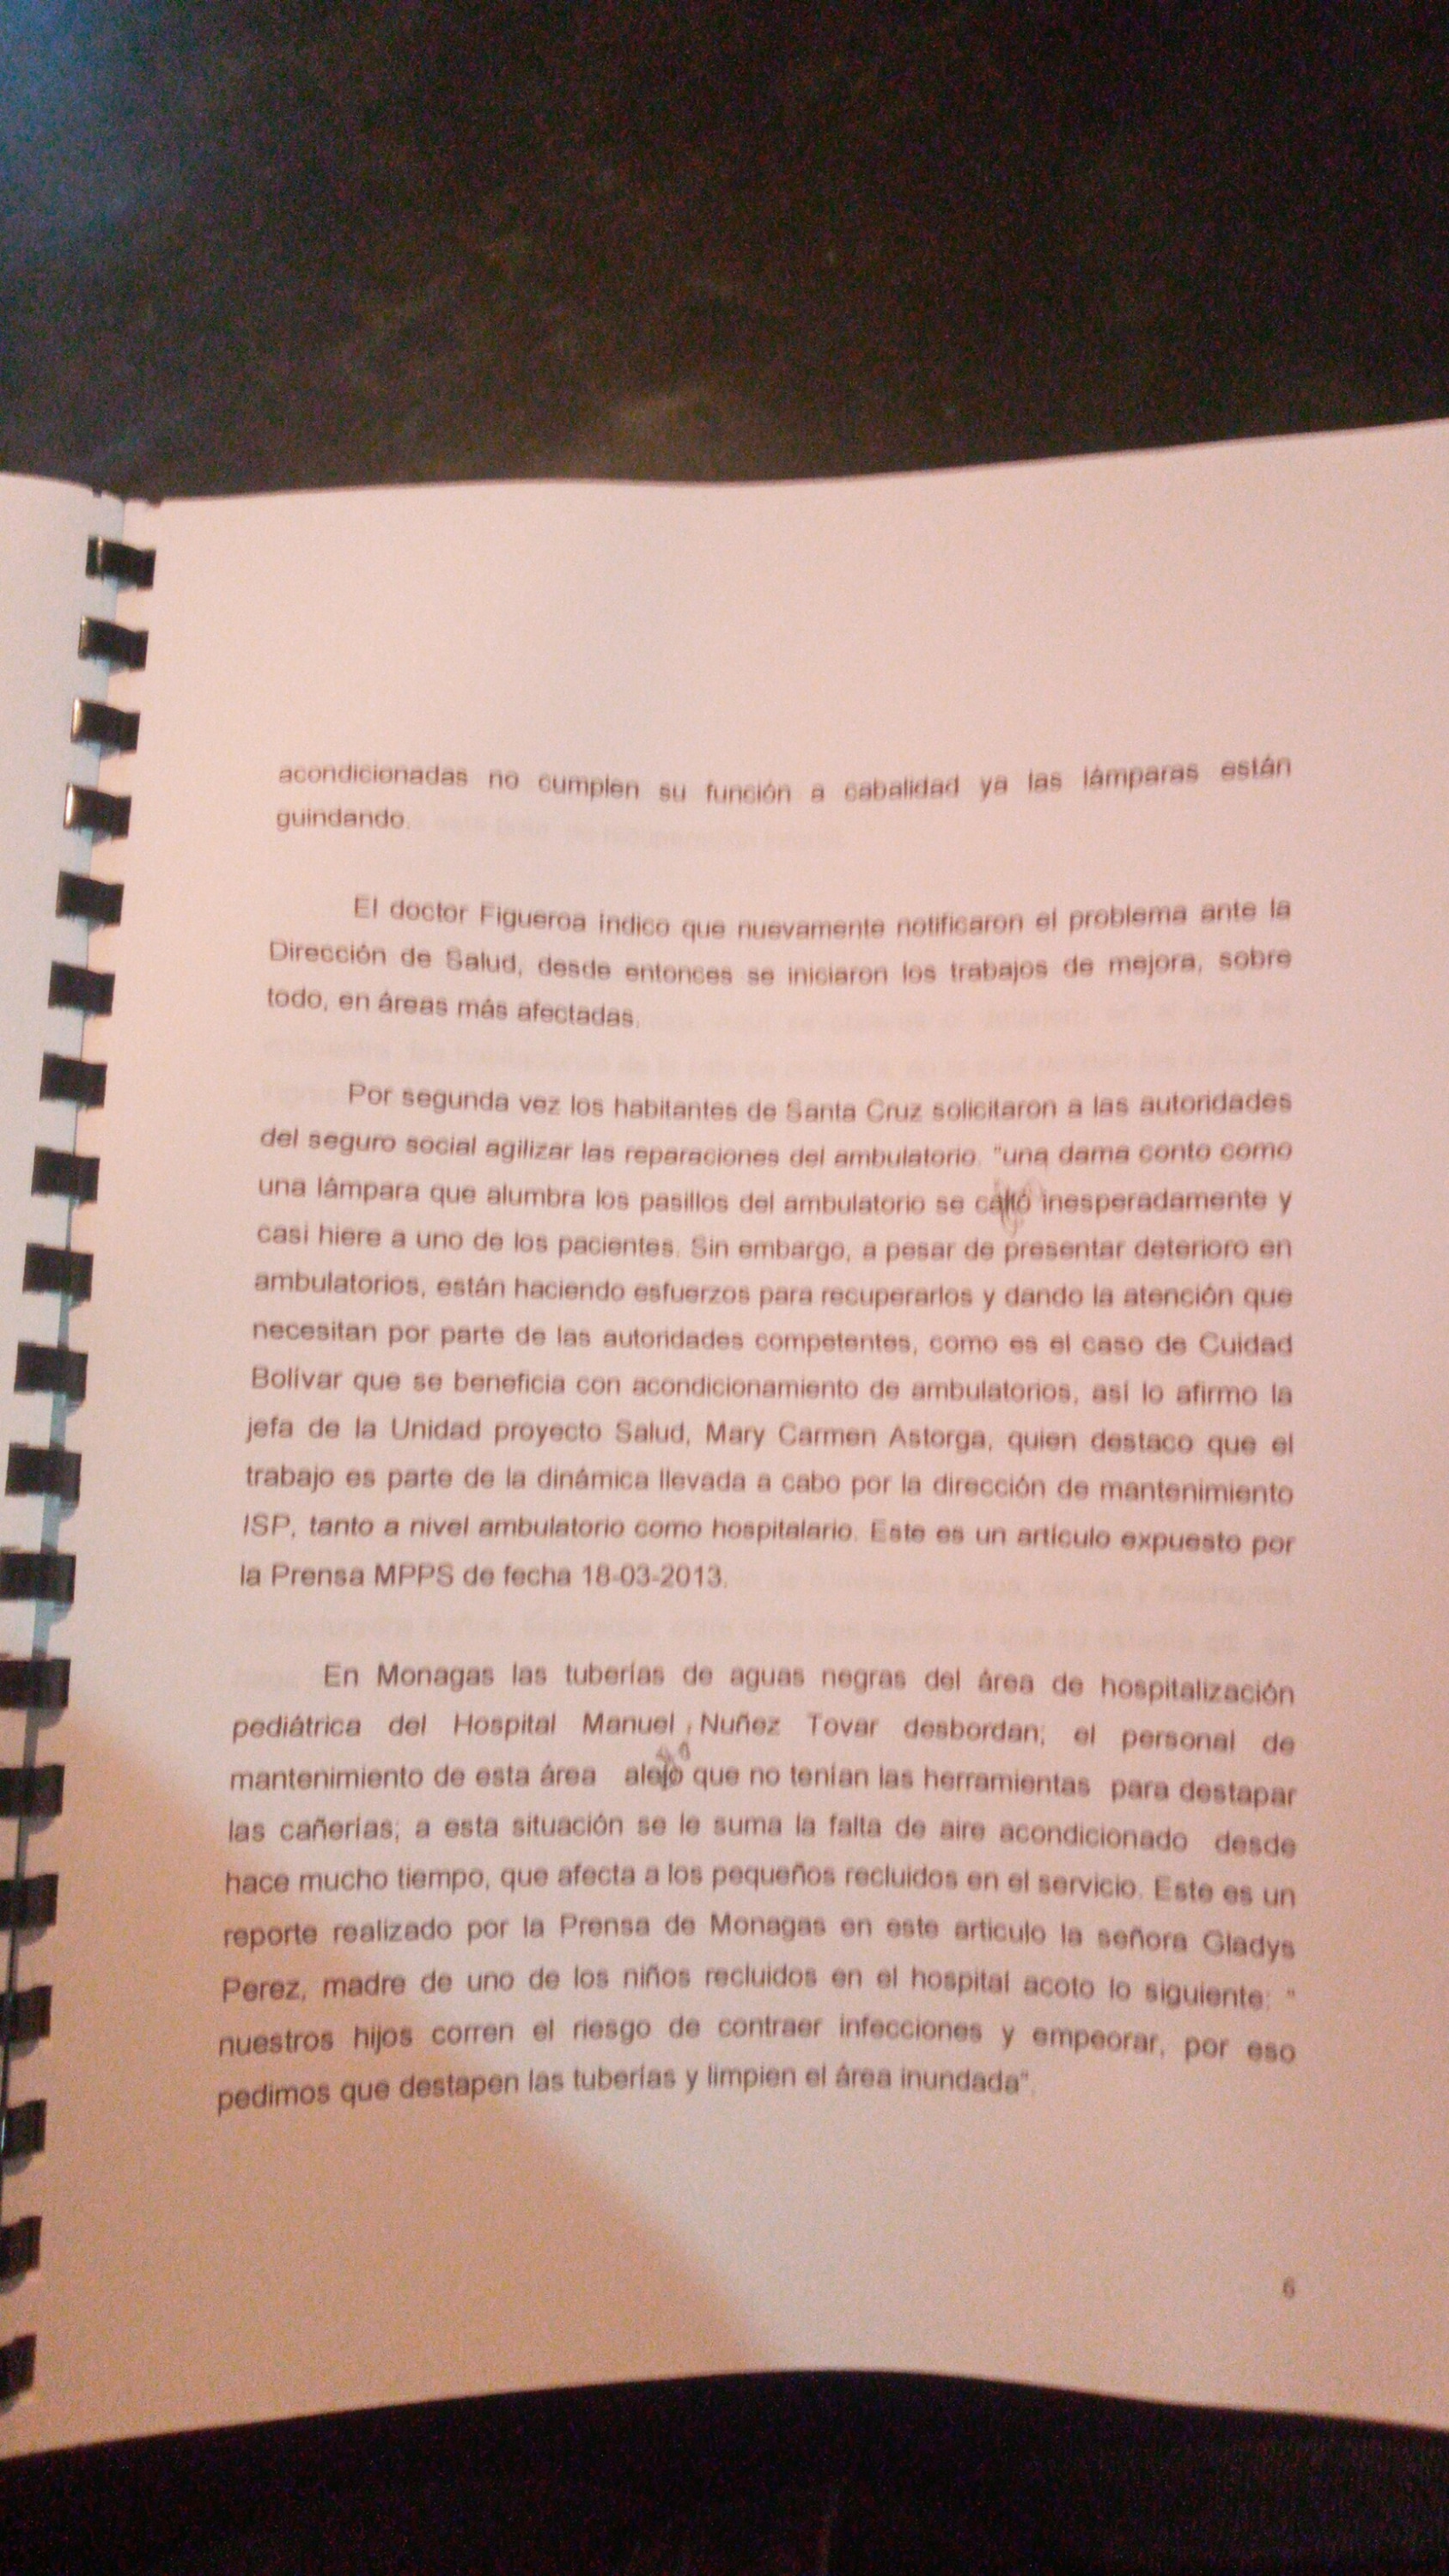 acondicionadas no cumplen su función a cabalidad ya las lámparas están
guindando.
El doctor Figueroa indico que nuevamente notificaron el problema ante la
Dirección de Salud, desde entonces se iniciaron los trabajos de mejora, sobre
todo, en áreas más afectadas.
Por segunda vez los habitantes de Santa Cruz solicitaron a las autoridades
del seguro social agilizar las reparaciones del ambulatorio. "una dama conto como
una lámpara que alumbra los pasillos del ambulatorio se inesperadamente y
casi hiere a uno de los pacientes. Sin embargo, a pesar de presentar deterioro en
ambulatorios, están haciendo esfuerzos para recuperarlos y dando la atención que
necesitan por parte de las autoridades competentes, como es el caso de Cuidad
Bolívar que se beneficia con acondicionamiento de ambulatorios, así lo afirmo la
jefa de la Unidad proyecto Salud, Mary Carmen Astorga, quien destaco que el
trabajo es parte de la dinámica llevada a cabo por la dirección de mantenimiento
ISP, tanto a nivel ambulatorio como hospitalario. Este es un artículo expuesto por
la Prensa MPPS de fecha 18-03-2013.
En Monagas las tuberías de aguas negras del área de hospitalización
pediátrica del Hospital Manuel Nuñez Tovar desbordan; el personal de
mantenimiento de esta área que no tenían las herramientas para destapar
las cañerías; a esta situación se le suma la falta de aire acondicionado desde
hace mucho tiempo, que afecta a los pequeños recluidos en el servicio. Este es un
reporte realizado por la Prensa de Monagas en este artículo la señora Gladys
Perez, madre de uno de los niños recluidos en el hospital acoto lo siguiente: "
nuestros hijos corren el riesgo de contraer infecciones y empeorar, por eso
pedimos que destapen las tuberías y limpien el área inundada".
6